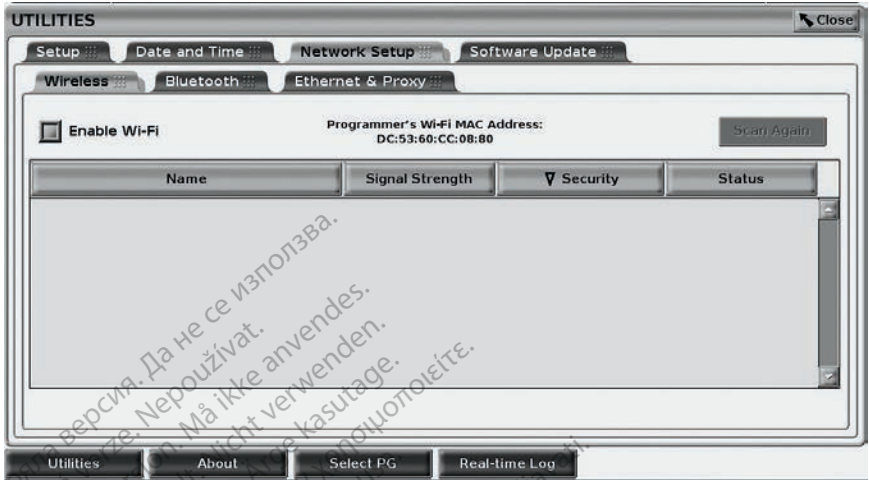 UTILITIES
Close
Setup
Date and Time
Network Setup
Software Update
Wireless
Bluetooth
Ethernet & Proxy
Enable Wi-Fi
Programmer's Wi-Fi MAC Address:
DC:53:60:CC:08:80
Scan Again
Name
Signal Strength
∇ Security
Status
версия. Да не се използва.
Nepoužívat.
Må ikke anvendes.
nicht verwenden.
Ärge kasutage.
χρησιμοποιείτε.
Utilities
About
Select PG
Real-time Log